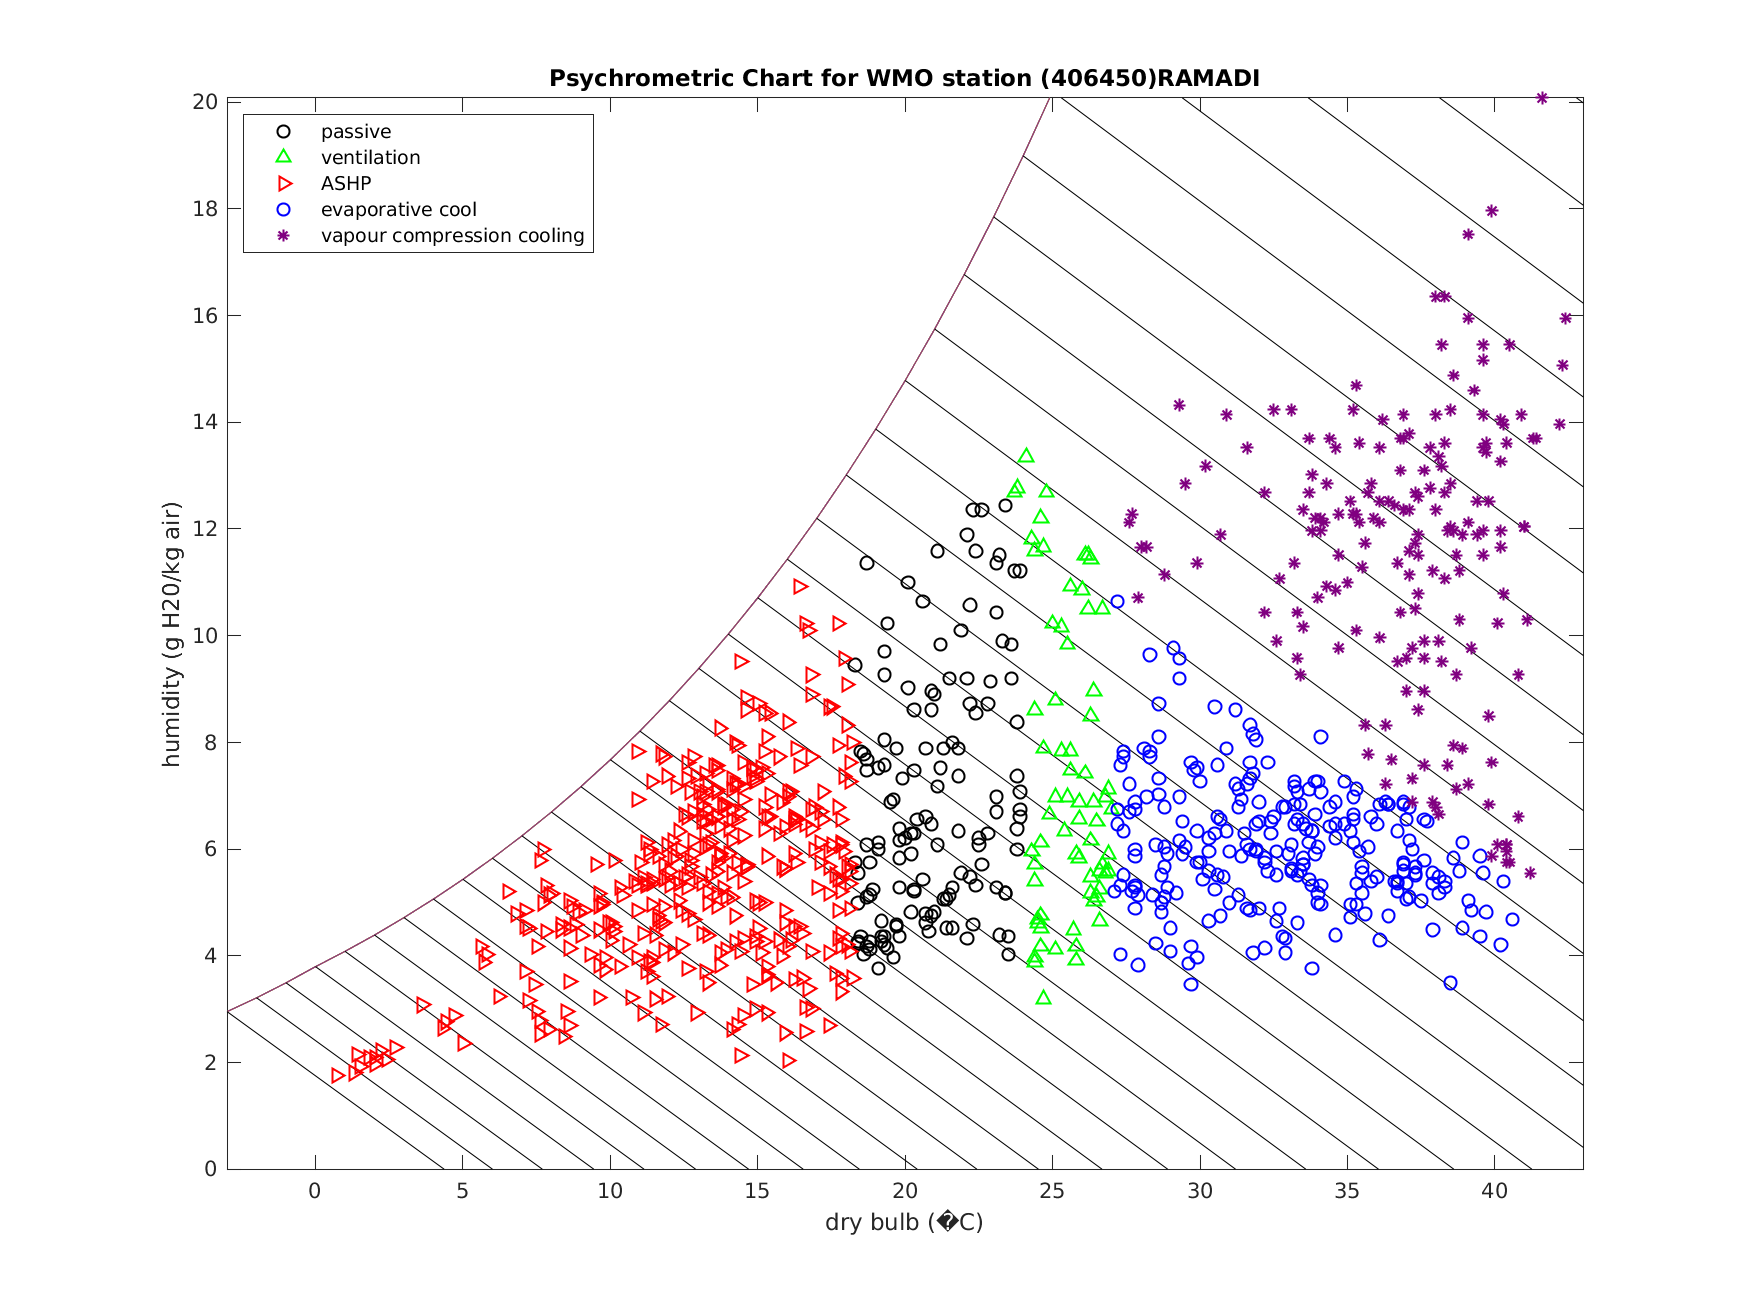 Psychrometric Chart for WMO station (406450)RAMADI
passive
ventilation
ASHP
evaporative cool
vapour compression cooling
20
18
16
14
12
10
8
6
4
2
0
humidity (g H20/kg air)
0 5 10 15 20 25 30 35 40
dry bulb (�C)